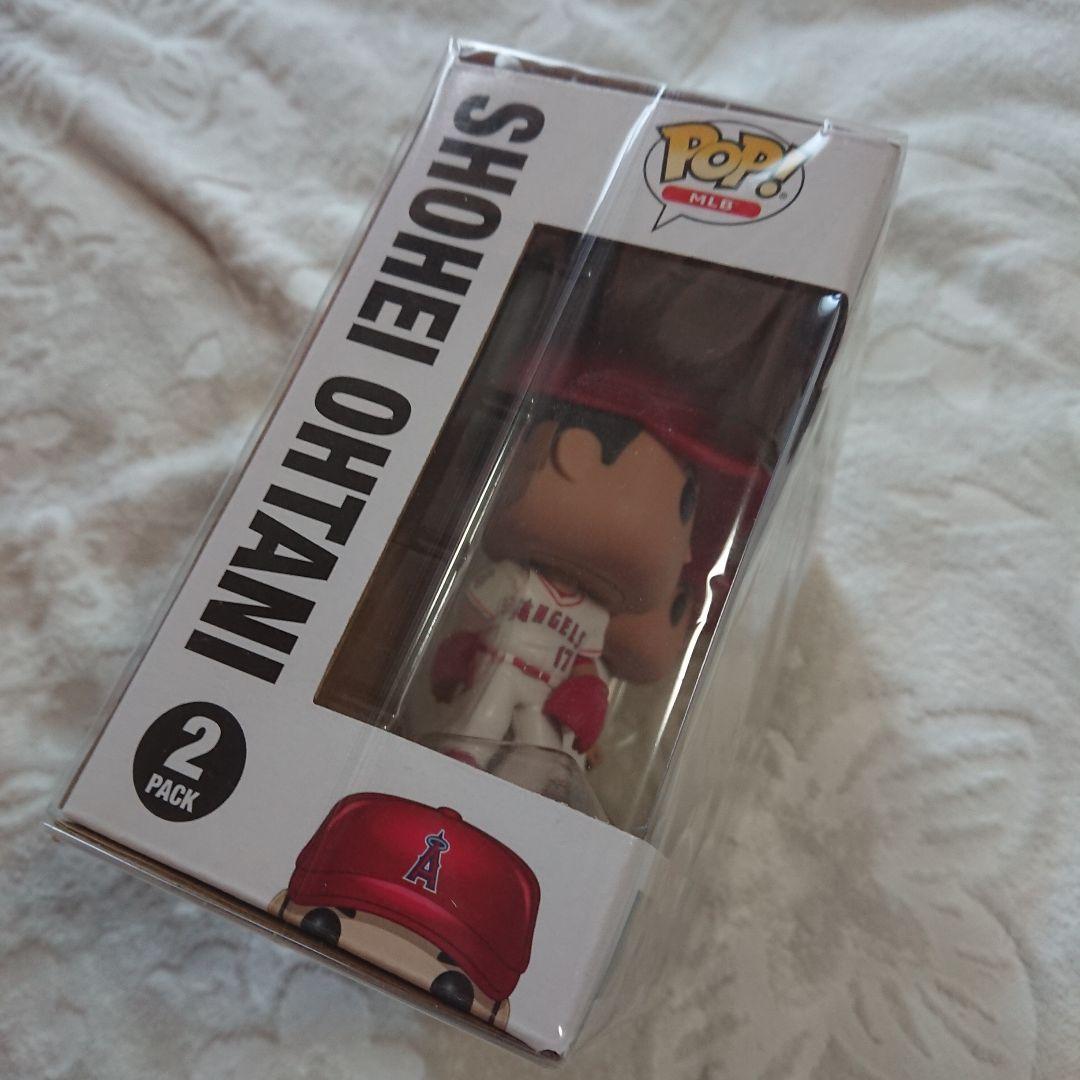 POP!
MLB
SHOHEI OHTANI
ANGELS
17
2
PACK
A